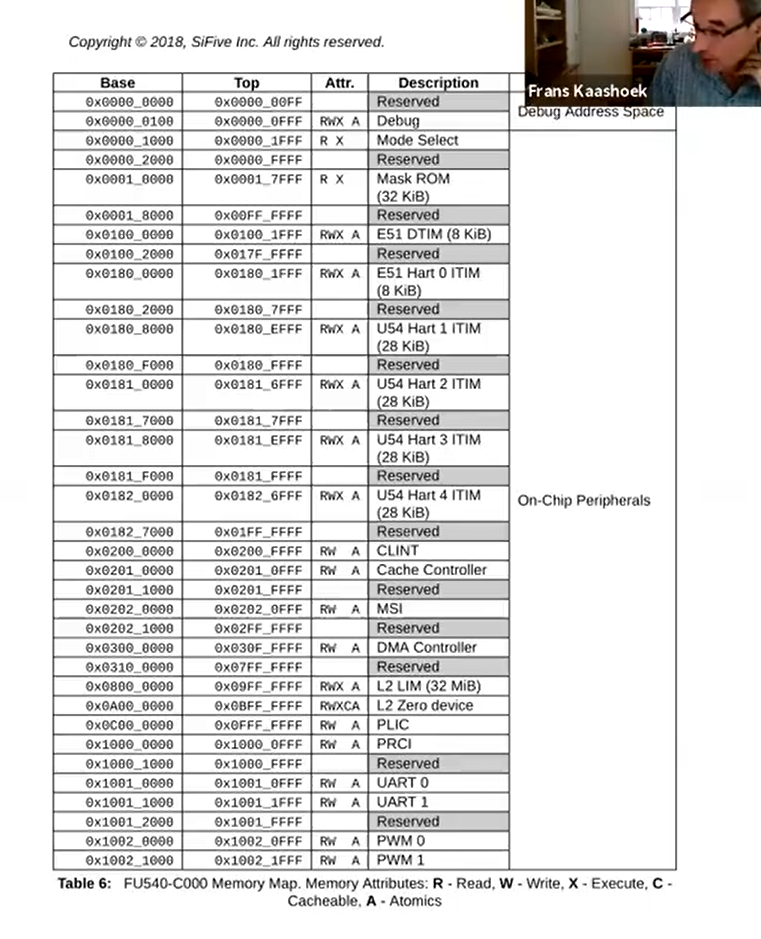 Copyright © 2018, SiFive Inc. All rights reserved.
Frans Kaashoek
Base Top Attr. Description
0x0000_0000 0x0000_00FF Reserved
Debug Address Space
0x0000_0100 0x0000_0FFF RWX A Debug
0x0000_1000 0x0000_1FFF R X Mode Select
0x0000_2000 0x0000_FFFF Reserved
0x0001_0000 0x0001_7FFF R X Mask ROM
(32 KiB)
0x0001_8000 0x00FF_FFFF Reserved
0x0100_0000 0x0100_1FFF RWX A E51 DTIM (8 KiB)
0x0100_2000 0x017F_FFFF Reserved
0x0180_0000 0x0180_1FFF RWX A E51 Hart 0 ITIM
(8 KiB)
0x0180_2000 0x0180_7FFF Reserved
0x0180_8000 0x0180_EFFF RWX A U54 Hart 1 ITIM
(28 KiB)
0x0180_F000 0x0180_FFFF Reserved
0x0181_0000 0x0181_6FFF RWX A U54 Hart 2 ITIM
(28 KiB)
0x0181_7000 0x0181_7FFF Reserved
0x0181_8000 0x0181_EFFF RWX A U54 Hart 3 ITIM
(28 KiB)
0x0181_F000 0x0181_FFFF Reserved
0x0182_0000 0x0182_6FFF RWX A U54 Hart 4 ITIM
On-Chip Peripherals
(28 KiB)
0x0182_7000 0x01FF_FFFF Reserved
0x0200_0000 0x0200_FFFF RW A CLINT
0x0201_0000 0x0201_0FFF RW A Cache Controller
0x0201_1000 0x0201_FFFF Reserved
0x0202_0000 0x0202_0FFF RW A MSI
0x0202_1000 0x02FF_FFFF Reserved
0x0300_0000 0x030F_FFFF RW A DMA Controller
0x0310_0000 0x07FF_FFFF Reserved
0x0800_0000 0x09FF_FFFF RWX A L2 LIM (32 MiB)
0x0A00_0000 0x0BFF_FFFF RWXCA L2 Zero device
0x0C00_0000 0x0FFF_FFFF RW A PLIC
0x1000_0000 0x1000_0FFF RW A PRCI
0x1000_1000 0x1000_FFFF Reserved
0x1001_0000 0x1001_0FFF RW A UART 0
0x1001_1000 0x1001_1FFF RW A UART 1
0x1001_2000 0x1001_FFFF Reserved
0x1002_0000 0x1002_0FFF RW A PWM 0
0x1002_1000 0x1002_1FFF RW A PWM 1
Table 6: FU540-C000 Memory Map. Memory Attributes: R - Read, W - Write, X - Execute, C -
Cacheable, A - Atomics